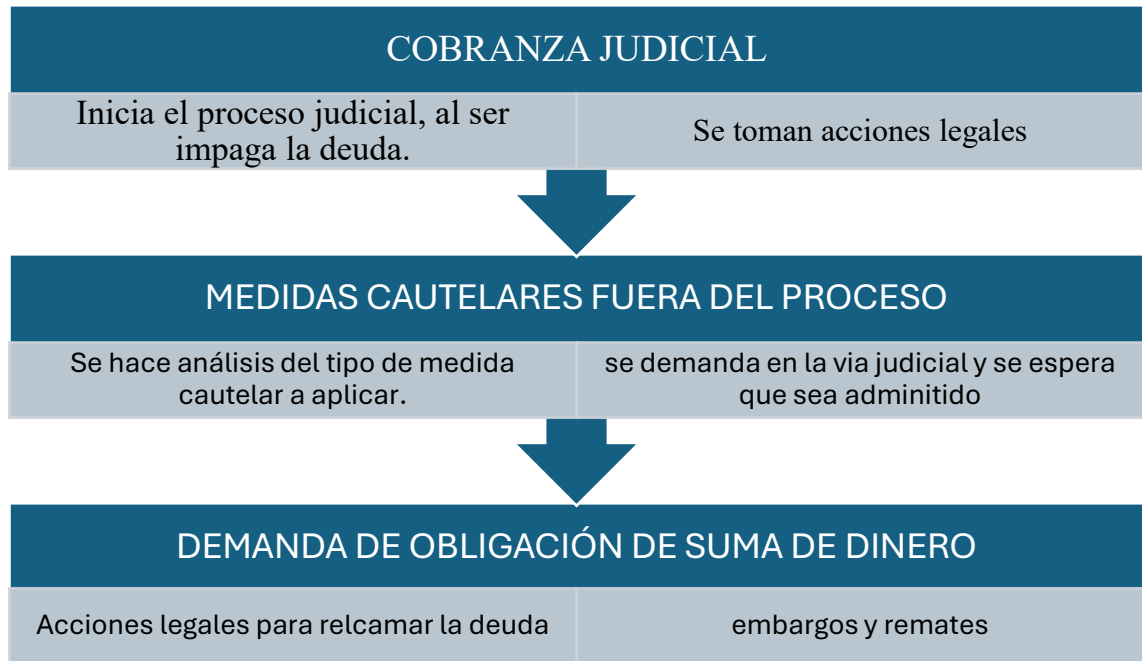 COBRANZA JUDICIAL
Inicia el proceso judicial, al ser
impaga la deuda.
Se toman acciones legales
MEDIDAS CAUTELARES FUERA DEL PROCESO
Se hace análisis del tipo de medida
cautelar a aplicar.
se demanda en la via judicial y se espera
que sea adminitido
DEMANDA DE OBLIGACIÓN DE SUMA DE DINERO
Acciones legales para relcamar la deuda
embargos y remates